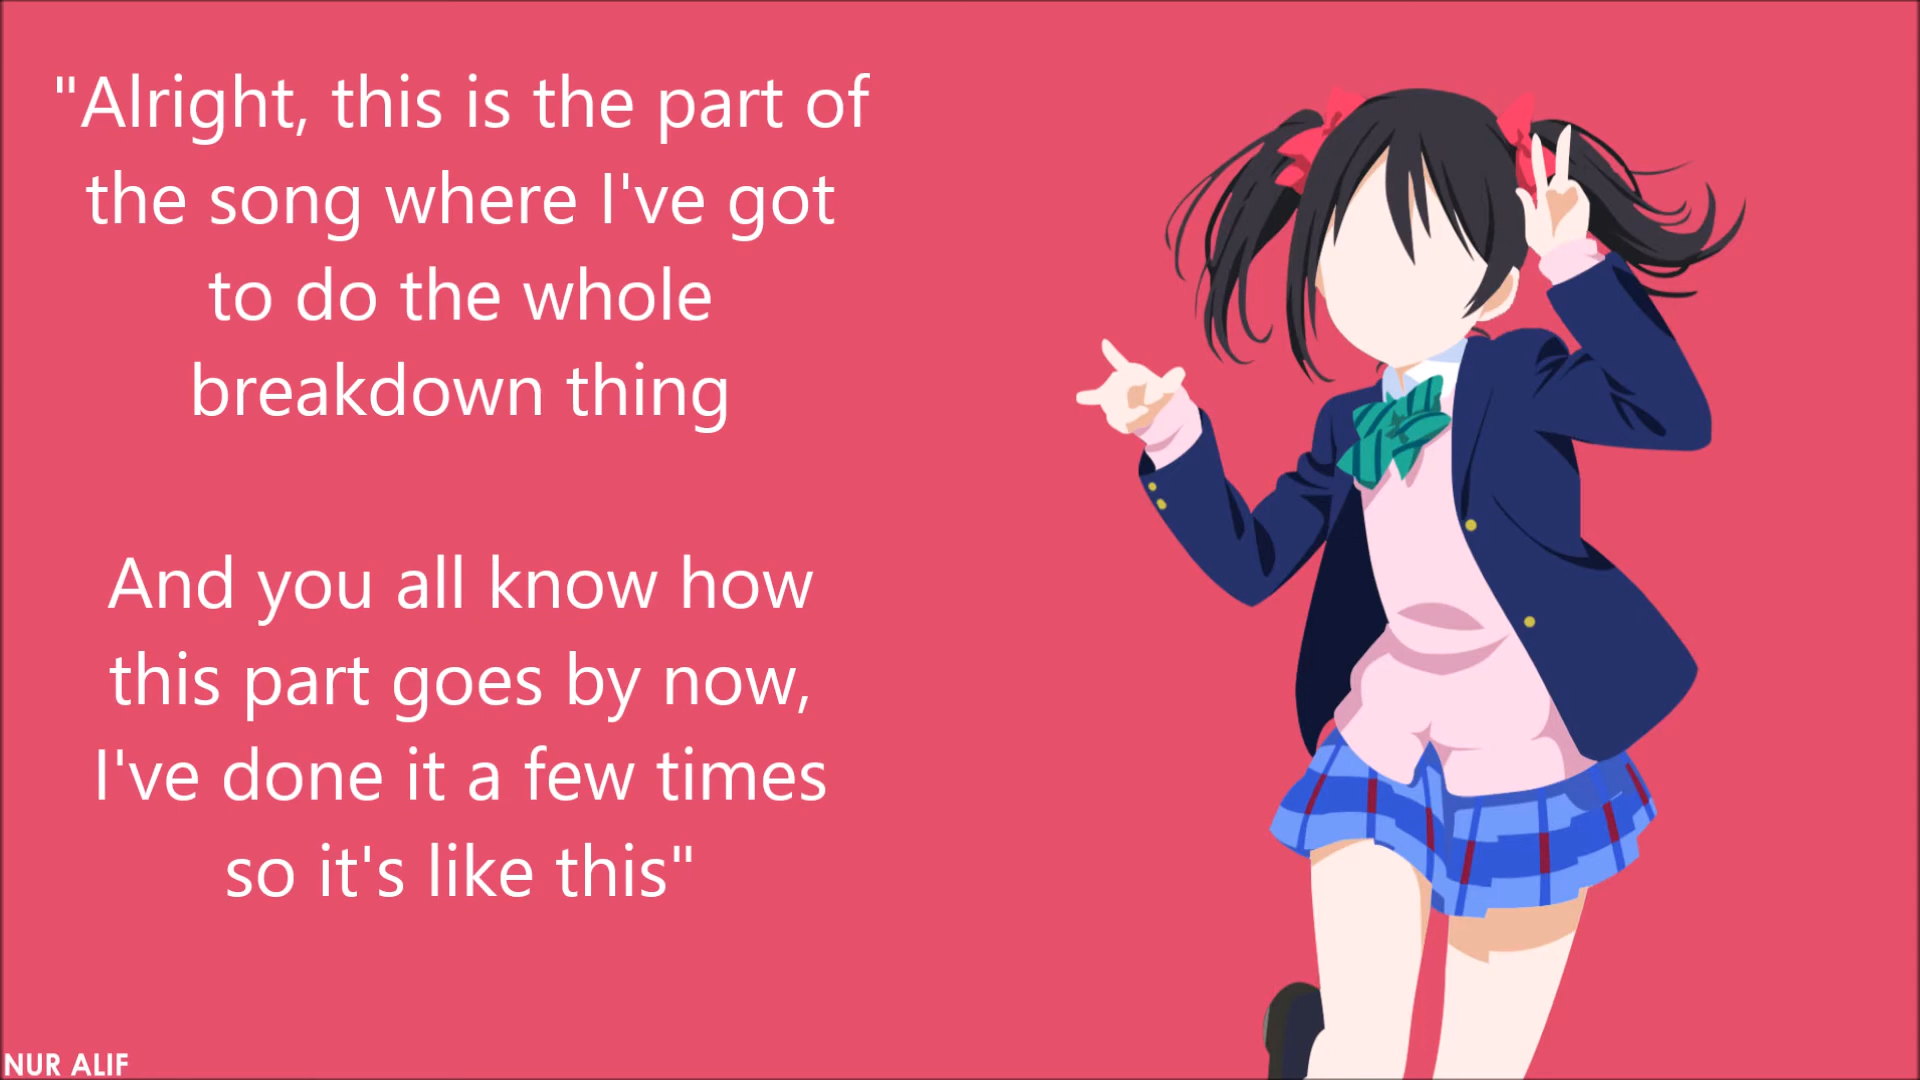 "Alright, this is the part of
the song where I've got
to do the whole
breakdown thing
And you all know how
this part goes by now,
I've done it a few times
so it's like this"
NUR ALIF